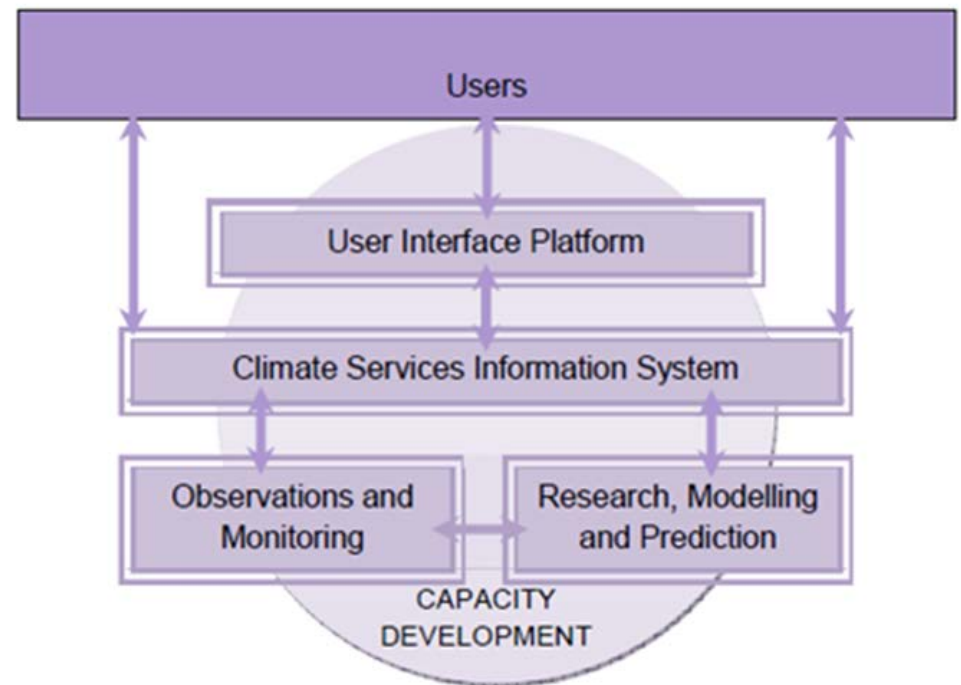 Users
User Interface Platform
Climate Services Information System
Observations and
Monitoring
Research, Modelling
and Prediction
CAPACITY
DEVELOPMENT